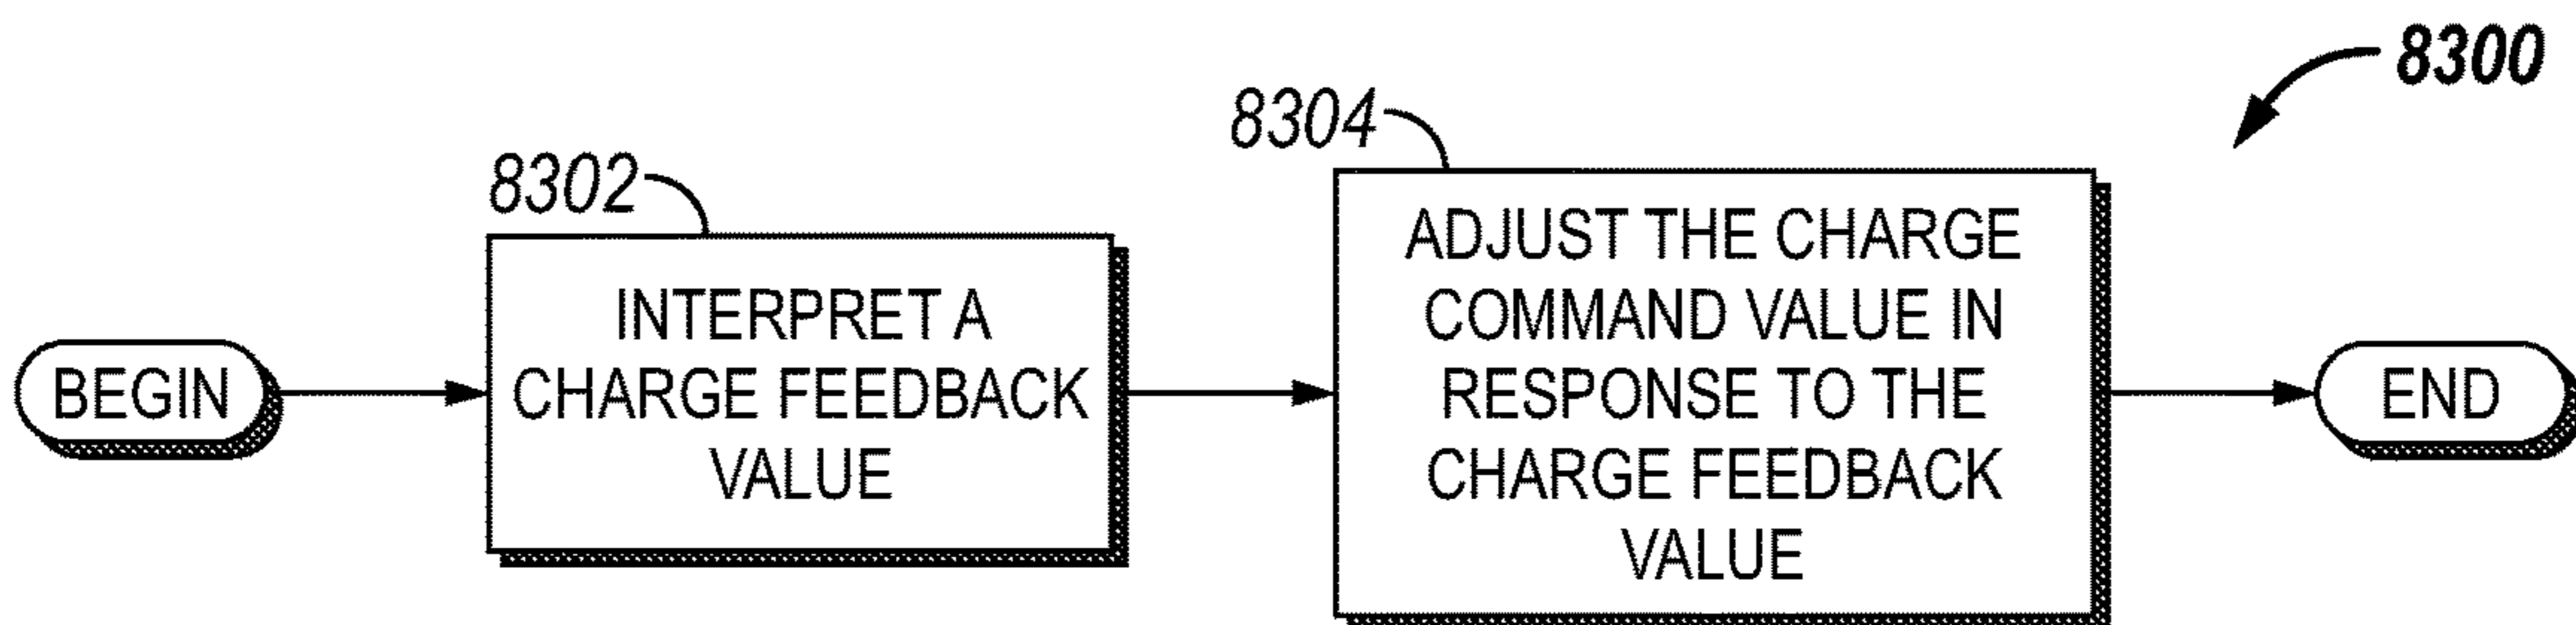 8300
8302
8304
BEGIN
INTERPRET A
CHARGE FEEDBACK
VALUE
ADJUST THE CHARGE
COMMAND VALUE IN
RESPONSE TO THE
CHARGE FEEDBACK
VALUE
END